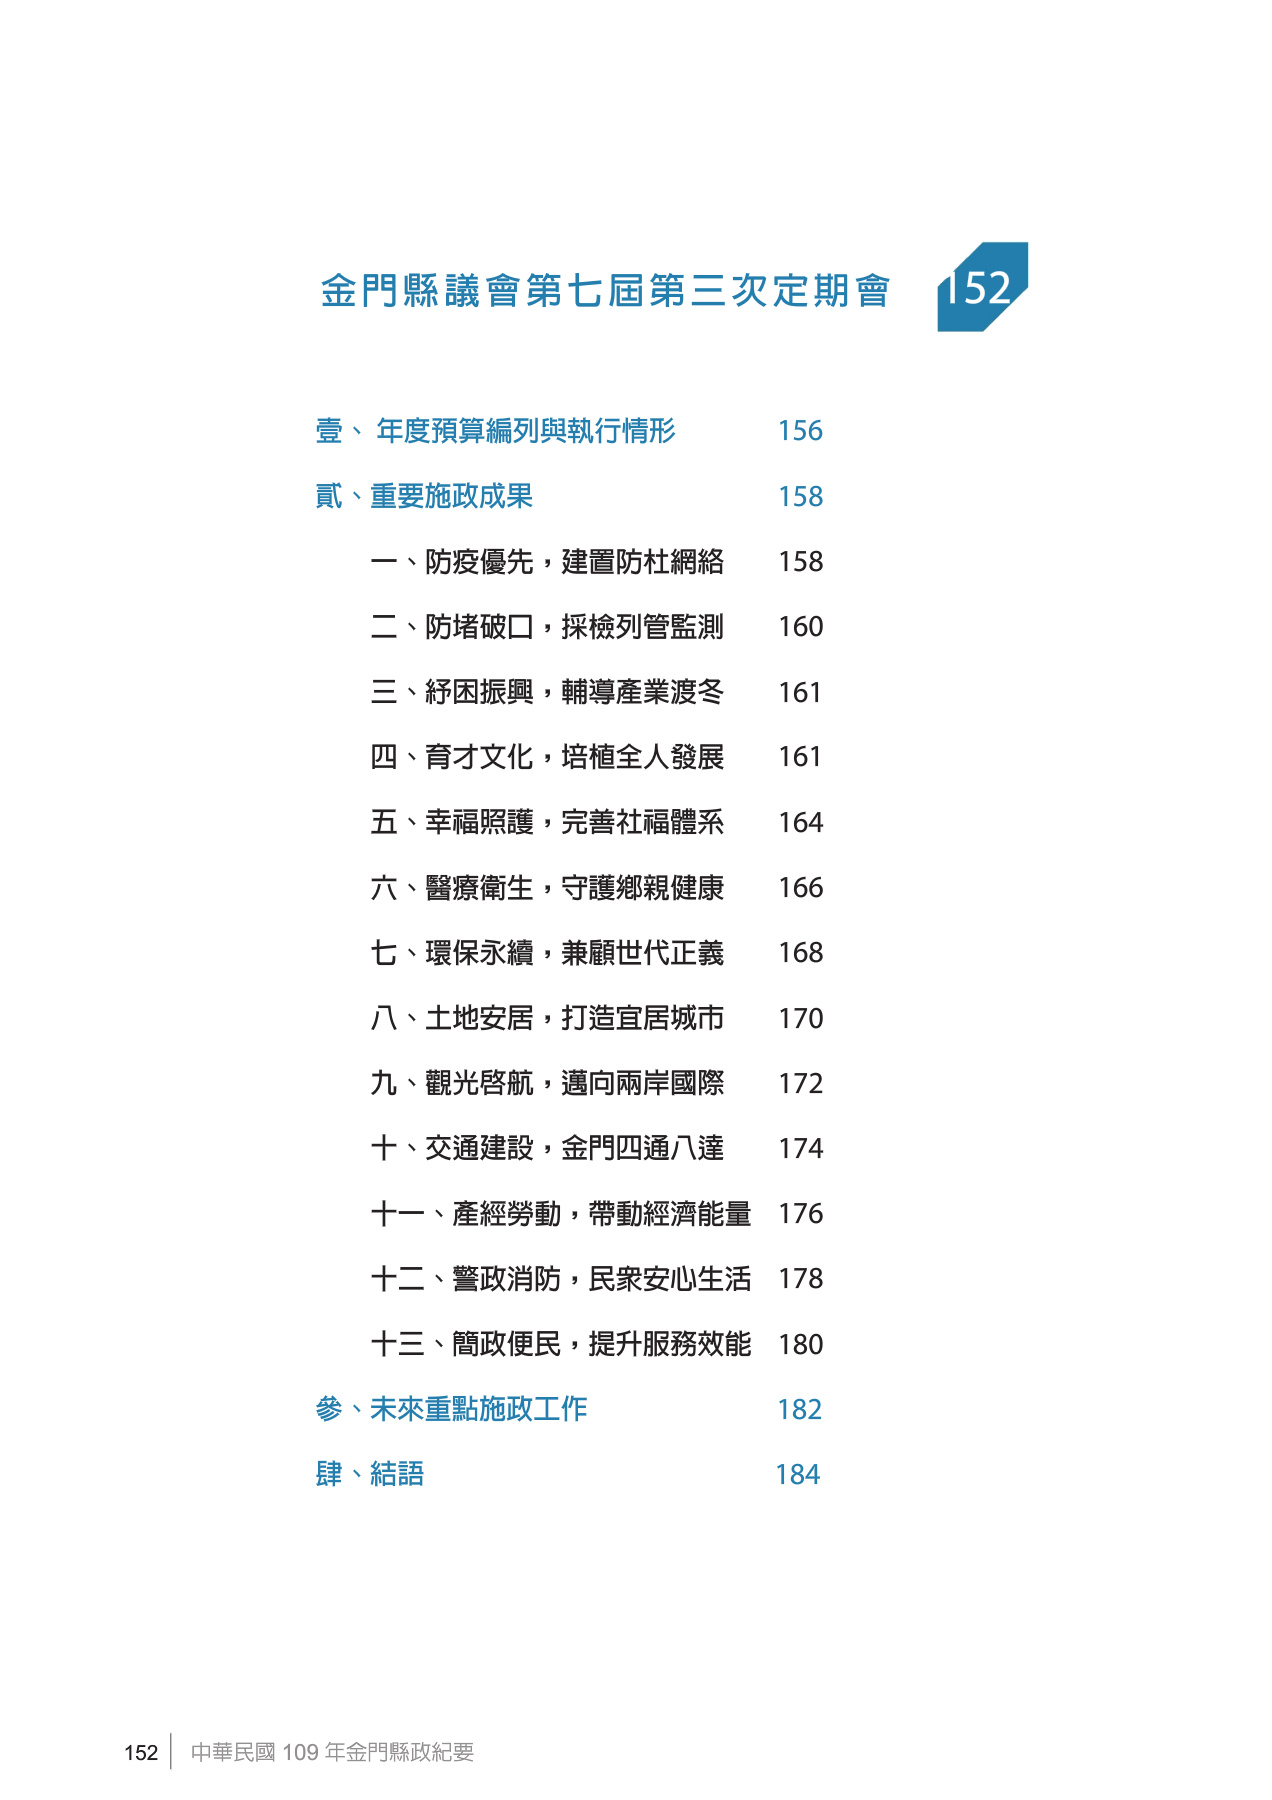 金門縣議會第七屆第三次定期會 152
壹、 年度預算編列與執行情形 156
貳、重要施政成果 158
一、防疫優先，建置防杜網絡 158
二、防堵破口，採檢列管監測 160
三、紓困振興，輔導產業渡冬 161
四、育才文化，培植全人發展 161
五、幸福照護，完善社福體系 164
六、醫療衛生，守護鄉親健康 166
七、環保永續，兼顧世代正義 168
八、土地安居，打造宜居城市 170
九、觀光啓航，邁向兩岸國際 172
十、交通建設，金門四通八達 174
十一、產經勞動，帶動經濟能量 176
十二、警政消防，民衆安心生活 178
十三、簡政便民，提升服務效能 180
參、未來重點施政工作 182
肆、結語 184
152 中華民國 109 年金門縣政紀要